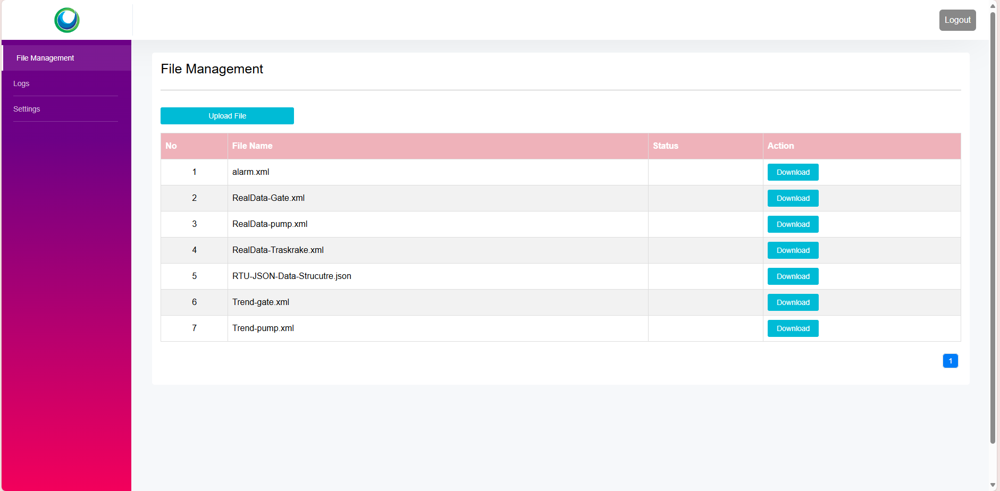 Logout
File Management
Logs
Settings
File Management
Upload File
No File Name Status Action
1 alarm.xml Download
2 RealData-Gate.xml Download
3 RealData-pump.xml Download
4 RealData-Traskrake.xml Download
5 RTU-JSON-Data-Strucutre.json Download
6 Trend-gate.xml Download
7 Trend-pump.xml Download
1